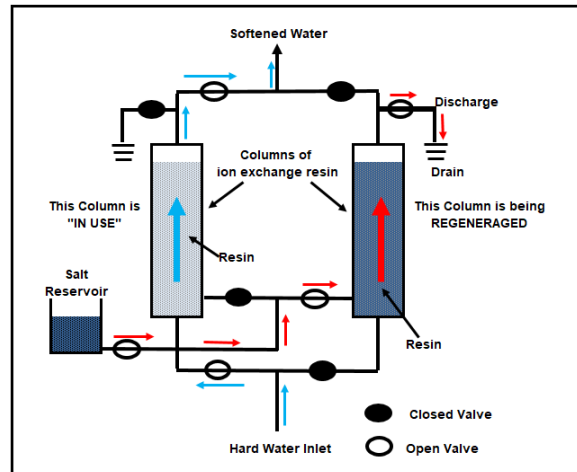 Softened Water
Discharge
Drain
Columns of
ion exchange resin
This Column is
"IN USE"
This Column is being
REGENERAGED
Resin
Salt
Reservoir
Resin
Closed Valve
Hard Water Inlet
Open Valve